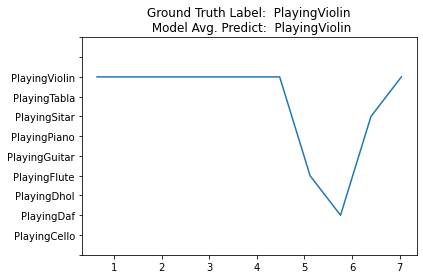 Ground Truth Label:  PlayingViolin
Model Avg. Predict:  PlayingViolin
PlayingViolin
PlayingTabla
PlayingSitar
PlayingPiano
PlayingGuitar
PlayingFlute
PlayingDhol
PlayingDaf
PlayingCello
1 2 3 4 5 6 7